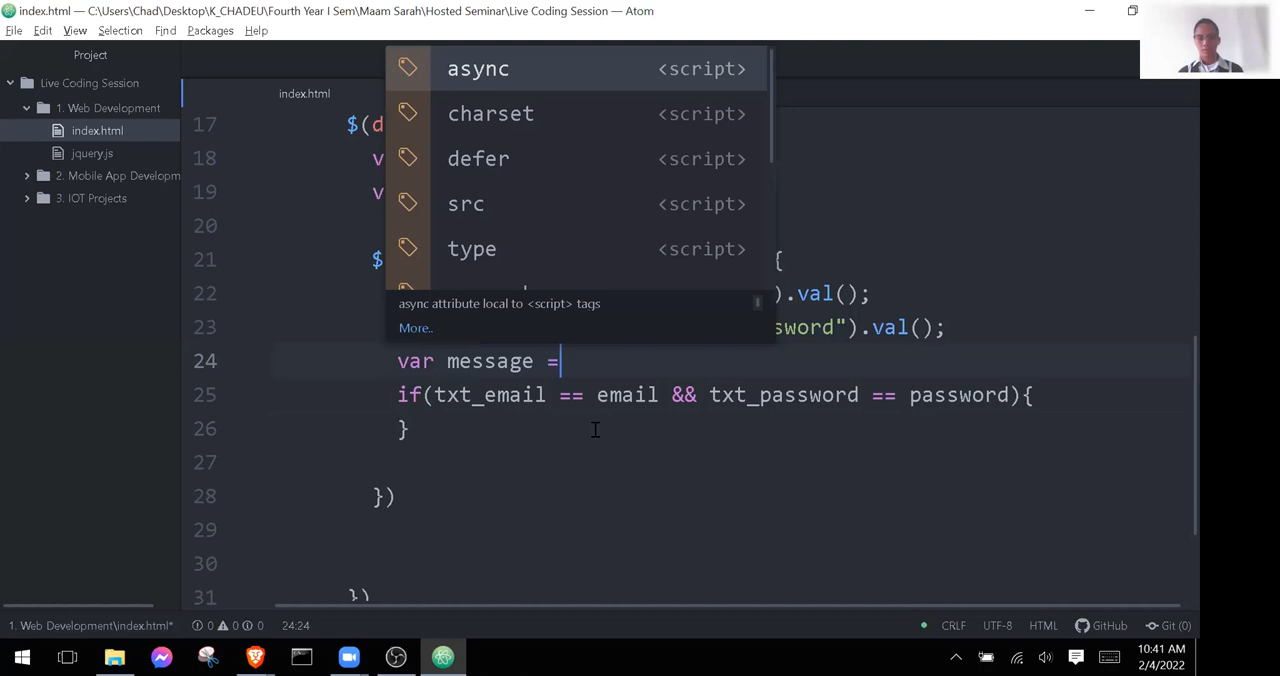 index.html — C:\Users\Chad\Desktop\K_CHADEU\Fourth Year I Sem\Maam Sarah\Hosted Seminar\Live Coding Session — Atom
File Edit View Selection Find Packages Help
Project
Live Coding Session
1. Web Development
index.html
jquery.js
2. Mobile App Developm
3. IOT Projects
index.html
async <script>
charset <script>
defer <script>
src <script>
type <script>
async attribute local to <script> tags
More..
17 $(d
18 v
19 v
20
21 $ {
22 ).val();
23 sword").val();
24 var message =
25 if(txt_email == email && txt_password == password){
26 }
27
28 })
29
30
31 })
1. Web Development\index.html* 0 0 0 24:24 CRLF UTF-8 HTML GitHub Git (0)
10:41 AM
2/4/2022